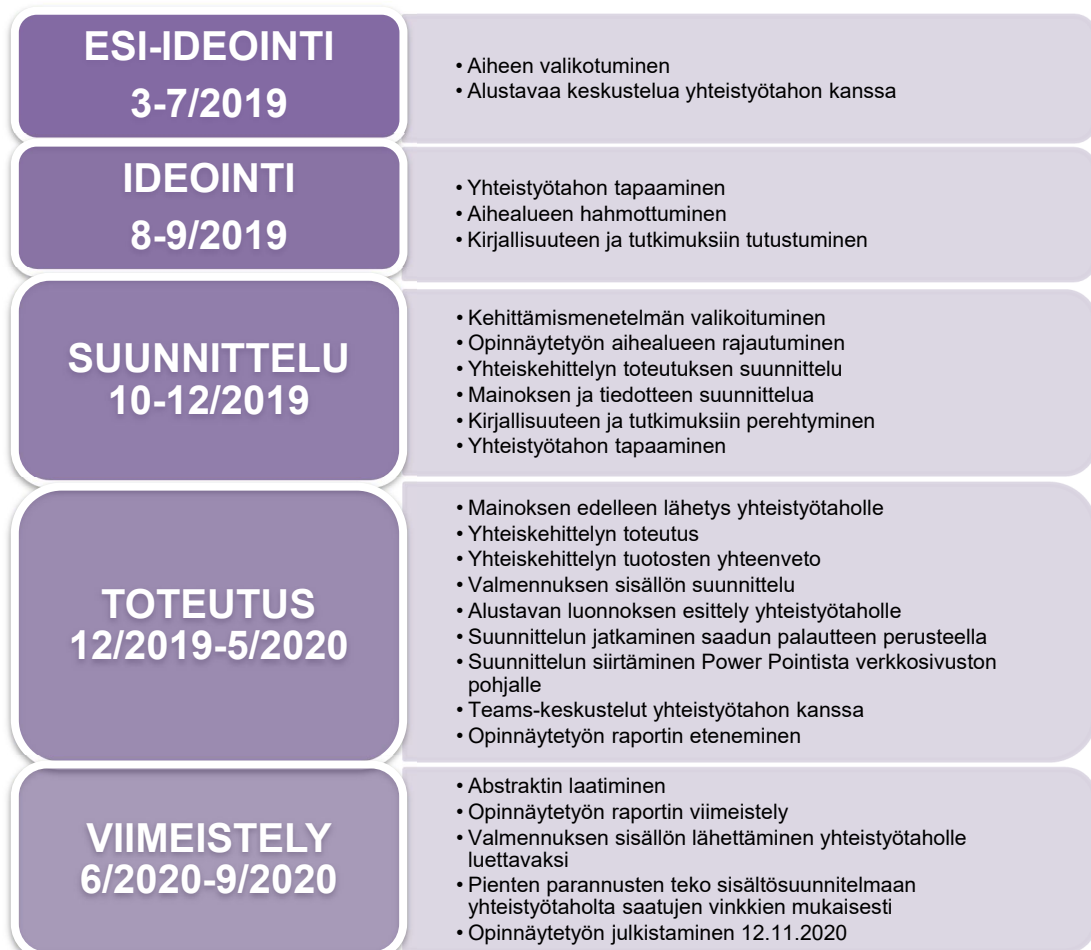 ESI-IDEOINTI
3-7/2019
• Aiheen valikotuminen
• Alustavaa keskustelua yhteistyötahon kanssa
IDEOINTI
8-9/2019
• Yhteistyötahon tapaaminen
• Aihealueen hahmottuminen
• Kirjallisuuteen ja tutkimuksiin tutustuminen
SUUNNITTELU
10-12/2019
• Kehittämismenetelmän valikoituminen
• Opinnäytetyön aihealueen rajautuminen
• Yhteiskehittelyn toteutuksen suunnittelu
• Mainoksen ja tiedotteen suunnittelua
• Kirjallisuuteen ja tutkimuksiin perehtyminen
• Yhteistyötahon tapaaminen
TOTEUTUS
12/2019-5/2020
• Mainoksen edelleen lähetys yhteistyötaholle
• Yhteiskehittelyn toteutus
• Yhteiskehittelyn tuotosten yhteenveto
• Valmennuksen sisällön suunnittelu
• Alustavan luonnoksen esittely yhteistyötaholle
• Suunnittelun jatkaminen saadun palautteen perusteella
• Suunnittelun siirtäminen Power Pointista verkkosivuston
pohjalle
• Teams-keskustelut yhteistyötahon kanssa
• Opinnäytetyön raportin eteneminen
VIIMEISTELY
6/2020-9/2020
• Abstraktin laatiminen
• Opinnäytetyön raportin viimeistely
• Valmennuksen sisällön lähettäminen yhteistyötaholle
luettavaksi
• Pienten parannusten teko sisältösuunnitelmaan
yhteistyötaholta saatujen vinkkien mukaisesti
• Opinnäytetyön julkistaminen 12.11.2020